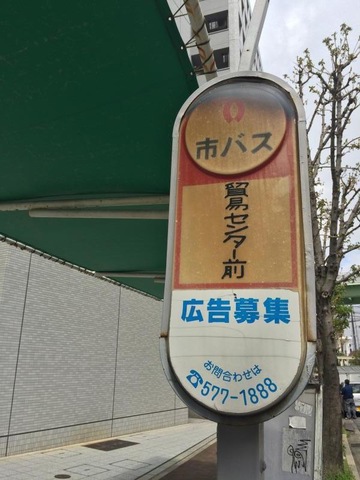 市バス
貿易センター前
広告募集
お問合わせは
☎577-1888